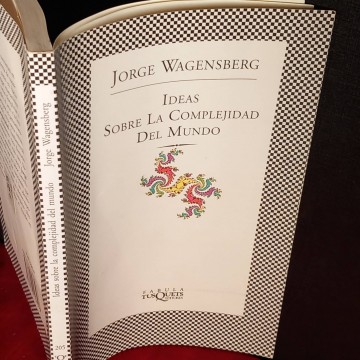 JORGE WAGENSBERG
IDEAS
SOBRE LA COMPLEJIDAD
DEL MUNDO
FÁBULA
TUSQUETS
EDITORES
Jorge Wagensberg
Ideas sobre la complejidad del mundo
205